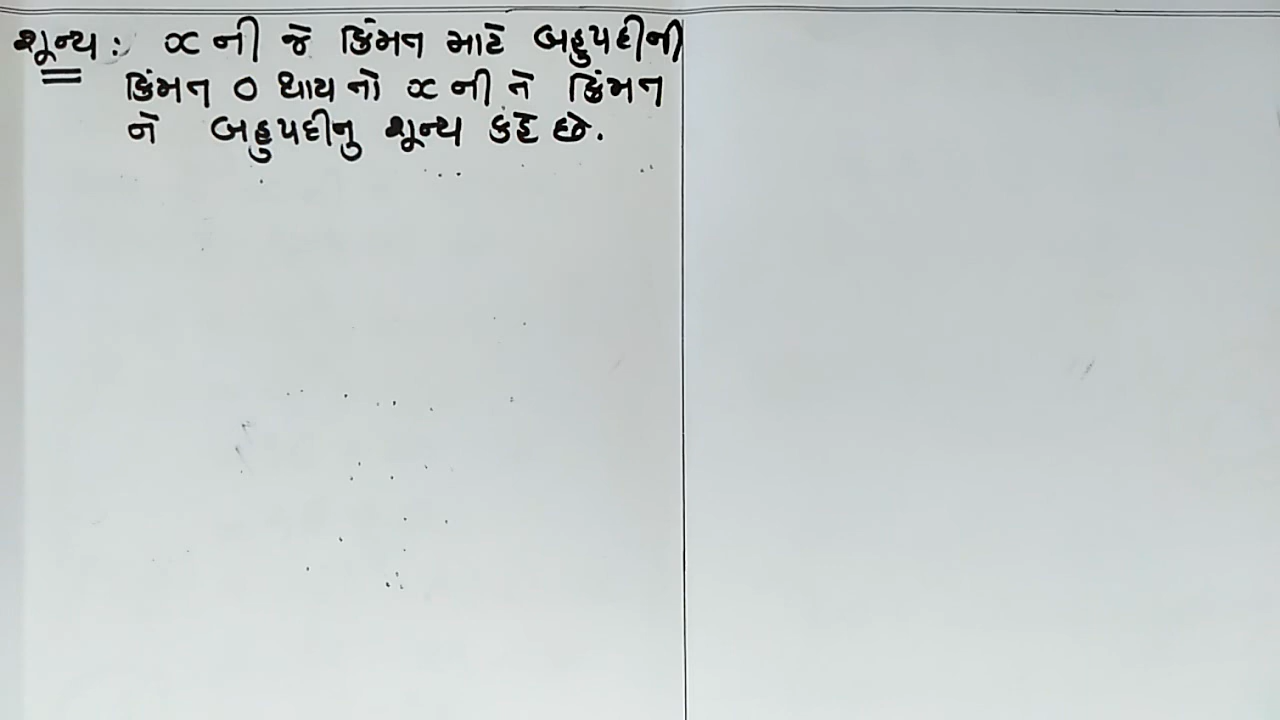 શૂન્ય: x ની જે કિંમત માટે બહુપદીની
કિંમત 0 થાય તો x ની તે કિંમત
ને બહુપદીનુ શૂન્ય કહે છે.